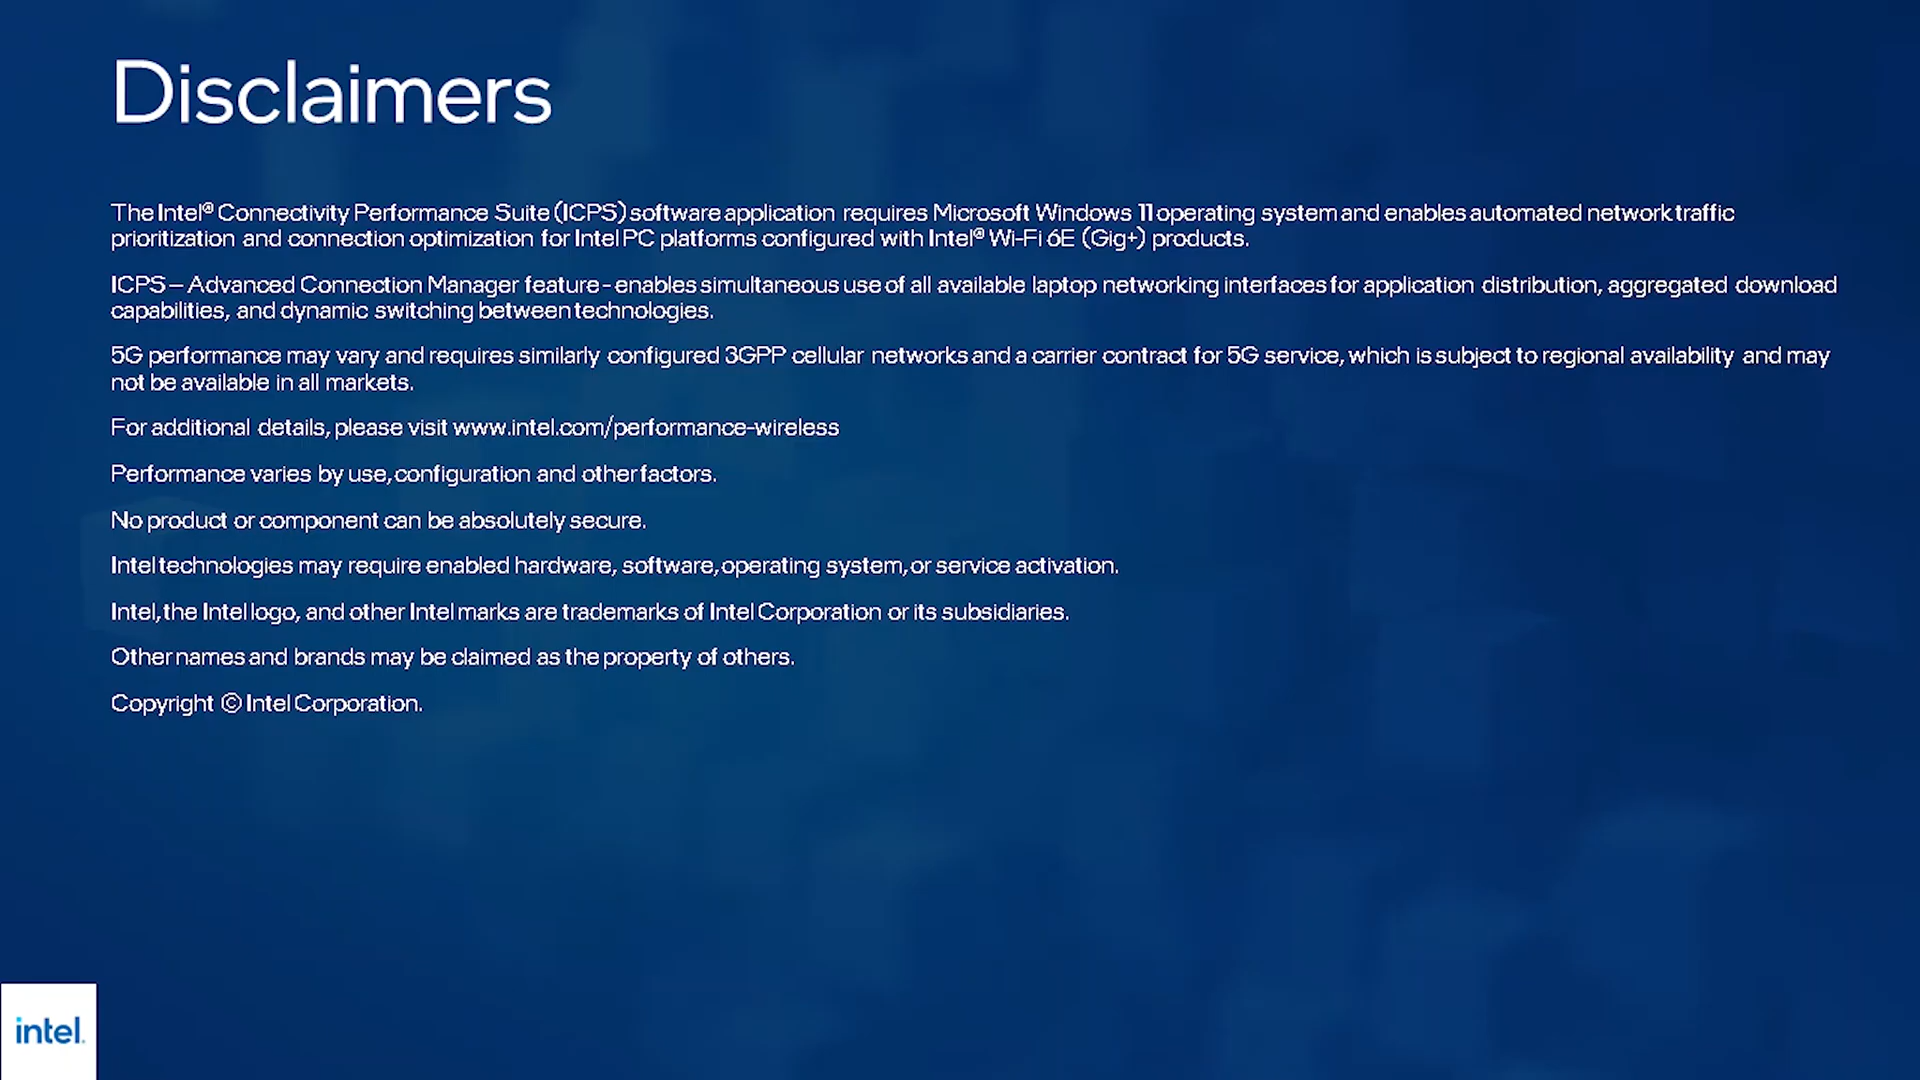 Disclaimers
The Intel® Connectivity Performance Suite (ICPS) software application requires Microsoft Windows 11 operating system and enables automated network traffic
prioritization and connection optimization for Intel PC platforms configured with Intel® Wi-Fi 6E (Gig+) products.
ICPS – Advanced Connection Manager feature - enables simultaneous use of all available laptop networking interfaces for application distribution, aggregated download
capabilities, and dynamic switching between technologies.
5G performance may vary and requires similarly configured 3GPP cellular networks and a carrier contract for 5G service, which is subject to regional availability and may
not be available in all markets.
For additional details, please visit www.intel.com/performance-wireless
Performance varies by use, configuration and other factors.
No product or component can be absolutely secure.
Intel technologies may require enabled hardware, software, operating system, or service activation.
Intel, the Intel logo, and other Intel marks are trademarks of Intel Corporation or its subsidiaries.
Other names and brands may be claimed as the property of others.
Copyright © Intel Corporation.
intel.